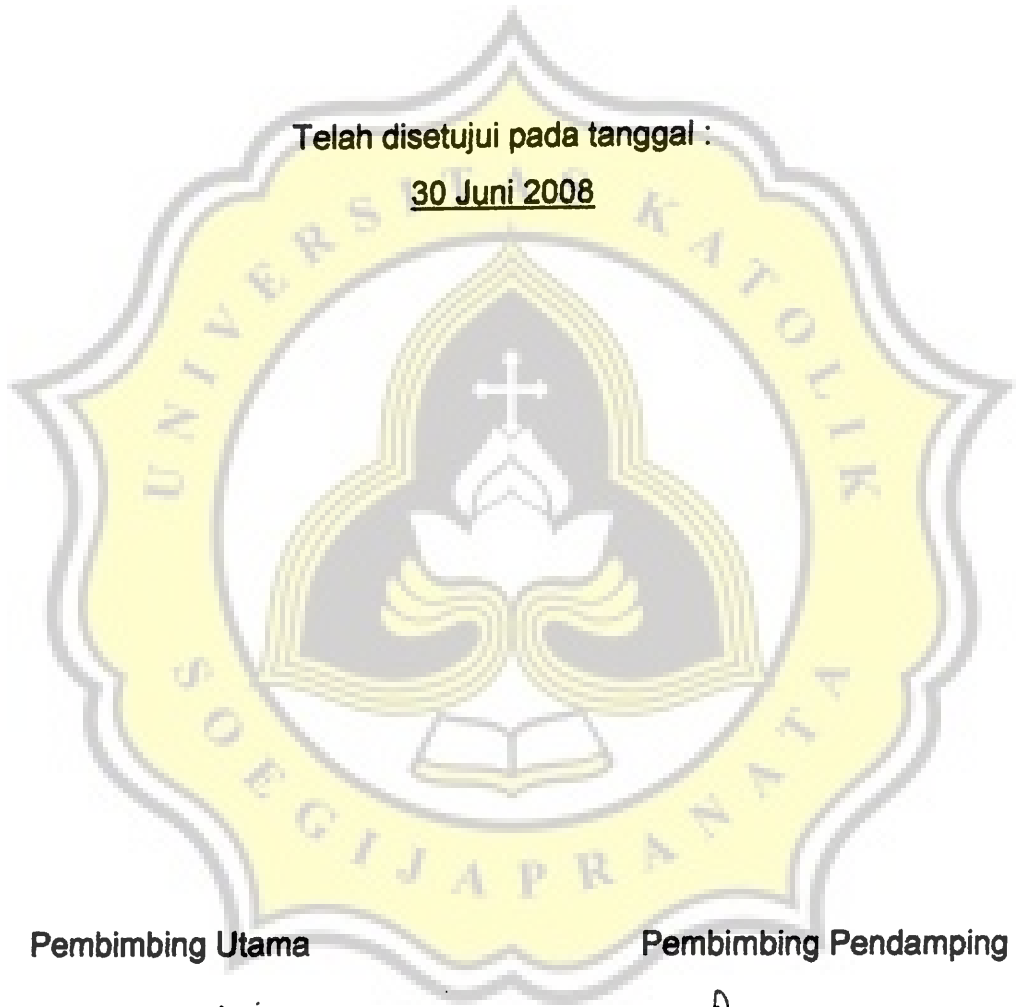 Telah disetujui pada tanggal :
30 Juni 2008
UNIVERSITAS KATOLIK
SOEGIJAPRANATA
Pembimbing Utama
Pembimbing Pendamping